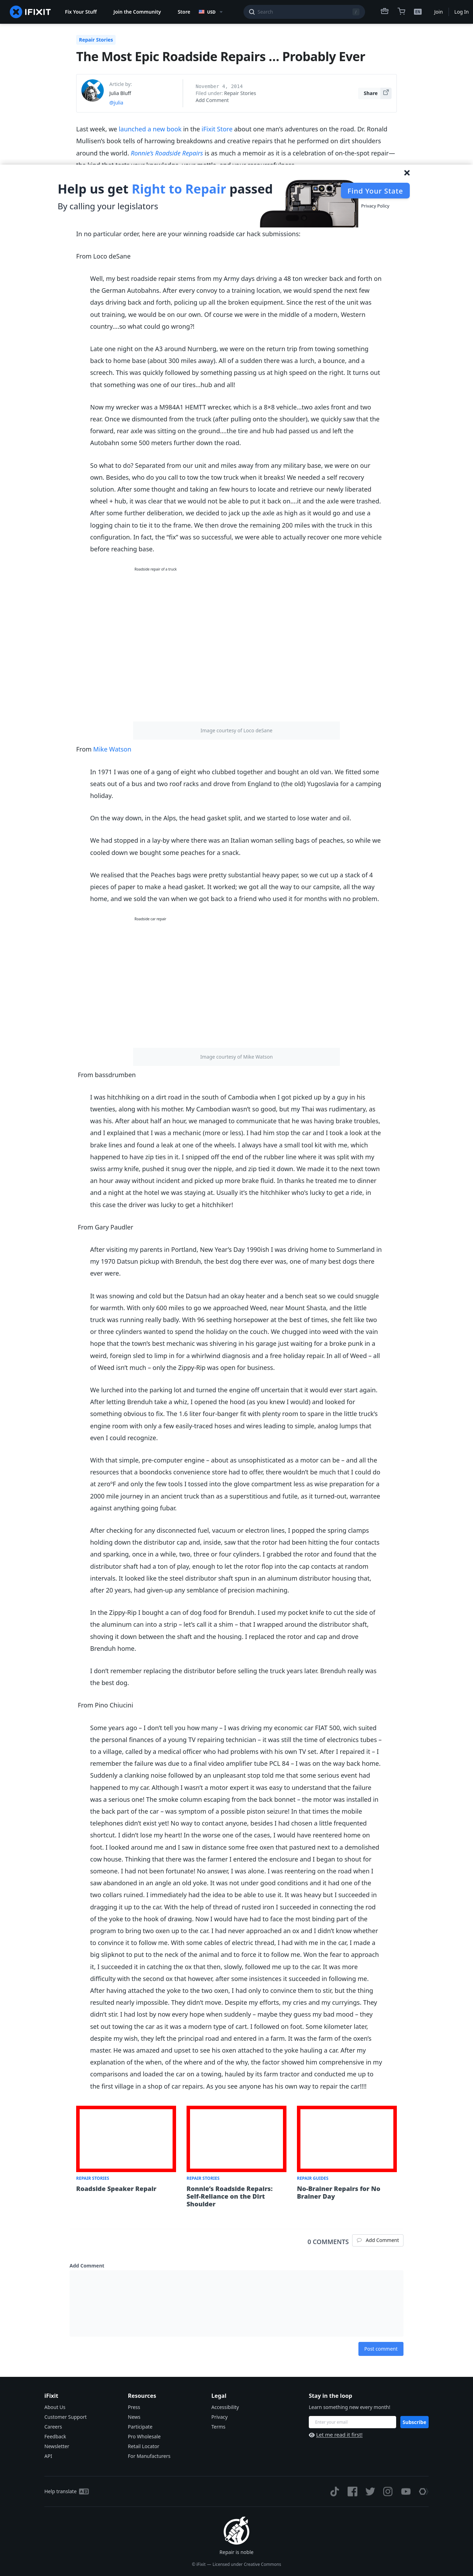 IFIXIT
Fix Your Stuff
Join the Community
Store
USD
Search
Join
Log In
Repair Stories
The Most Epic Roadside Repairs … Probably Ever
Article by:
Julia Bluff
@julia
November 4, 2014
Filed under: Repair Stories
Add Comment
Share
Last week, we launched a new book in the iFixit Store about one man's adventures on the road. Dr. Ronald
Mullisen's book tells of harrowing breakdowns and creative repairs performed on dirt shoulders
around the world. Ronnie's Roadside Repairs is as much a memoir as it is a celebration of on-the-spot repair—
Help us get Right to Repair passed
By calling your legislators
Find Your State
Privacy Policy
In no particular order, here are your winning roadside car hack submissions:
From Loco deSane
Well, my best roadside repair stems from my Army days driving a 48 ton wrecker back and forth on
the German Autobahns. After every convoy to a training location, we would spend the next few
days driving back and forth, policing up all the broken equipment. Since the rest of the unit was
out training, we would be on our own. Of course we were in the middle of a modern, Western
country….so what could go wrong?!
Late one night on the A3 around Nurnberg, we were on the return trip from towing something
back to home base (about 300 miles away). All of a sudden there was a lurch, a bounce, and a
screech. This was quickly followed by something passing us at high speed on the right. It turns out
that something was one of our tires…hub and all!
Now my wrecker was a M984A1 HEMTT wrecker, which is a 8×8 vehicle…two axles front and two
rear. Once we dismounted from the truck (after pulling onto the shoulder), we quickly saw that the
forward, rear axle was sitting on the ground….the tire and hub had passed us and left the
Autobahn some 500 meters further down the road.
So what to do? Separated from our unit and miles away from any military base, we were on our
own. Besides, who do you call to tow the tow truck when it breaks! We needed a self recovery
solution. After some thought and taking an few hours to locate and retrieve our newly liberated
wheel + hub, it was clear that we would not be able to put it back on….it and the axle were trashed.
After some further deliberation, we decided to jack up the axle as high as it would go and use a
logging chain to tie it to the frame. We then drove the remaining 200 miles with the truck in this
configuration. In fact, the "fix" was so successful, we were able to actually recover one more vehicle
before reaching base.
Roadside repair of a truck
Image courtesy of Loco deSane
From Mike Watson
In 1971 I was one of a gang of eight who clubbed together and bought an old van. We fitted some
seats out of a bus and two roof racks and drove from England to (the old) Yugoslavia for a camping
holiday.
On the way down, in the Alps, the head gasket split, and we started to lose water and oil.
We had stopped in a lay-by where there was an Italian woman selling bags of peaches, so while we
cooled down we bought some peaches for a snack.
We realised that the Peaches bags were pretty substantial heavy paper, so we cut up a stack of 4
pieces of paper to make a head gasket. It worked; we got all the way to our campsite, all the way
home, and we sold the van when we got back to a friend who used it for months with no problem.
Roadside car repair
Image courtesy of Mike Watson
From bassdrumben
I was hitchhiking on a dirt road in the south of Cambodia when I got picked up by a guy in his
twenties, along with his mother. My Cambodian wasn't so good, but my Thai was rudimentary, as
was his. After about half an hour, we managed to communicate that he was having brake troubles,
and I explained that I was a mechanic (more or less). I had him stop the car and I took a look at the
brake lines and found a leak at one of the wheels. I always have a small tool kit with me, which
happened to have zip ties in it. I snipped off the end of the rubber line where it was split with my
swiss army knife, pushed it snug over the nipple, and zip tied it down. We made it to the next town
an hour away without incident and picked up more brake fluid. In thanks he treated me to dinner
and a night at the hotel we was staying at. Usually it's the hitchhiker who's lucky to get a ride, in
this case the driver was lucky to get a hitchhiker!
From Gary Paudler
After visiting my parents in Portland, New Year's Day 1990ish I was driving home to Summerland in
my 1970 Datsun pickup with Brenduh, the best dog there ever was, one of many best dogs there
ever were.
It was snowing and cold but the Datsun had an okay heater and a bench seat so we could snuggle
for warmth. With only 600 miles to go we approached Weed, near Mount Shasta, and the little
truck was running really badly. With 96 seething horsepower at the best of times, she felt like two
or three cylinders wanted to spend the holiday on the couch. We chugged into weed with the vain
hope that the town's best mechanic was shivering in his garage just waiting for a broke punk in a
weird, foreign sled to limp in for a whirlwind diagnosis and a free holiday repair. In all of Weed – all
of Weed isn't much – only the Zippy-Rip was open for business.
We lurched into the parking lot and turned the engine off uncertain that it would ever start again.
After letting Brenduh take a whiz, I opened the hood (as you knew I would) and looked for
something obvious to fix. The 1.6 liter four-banger fit with plenty room to spare in the little truck's
engine room with only a few easily-traced hoses and wires leading to simple, analog lumps that
even I could recognize.
With that simple, pre-computer engine – about as unsophisticated as a motor can be – and all the
resources that a boondocks convenience store had to offer, there wouldn't be much that I could do
at zero°F and only the few tools I tossed into the glove compartment less as wise preparation for a
2000 mile journey in an ancient truck than as a superstitious and futile, as it turned-out, warrantee
against anything going fubar.
After checking for any disconnected fuel, vacuum or electron lines, I popped the spring clamps
holding down the distributor cap and, inside, saw that the rotor had been hitting the four contacts
and sparking, once in a while, two, three or four cylinders. I grabbed the rotor and found that the
distributor shaft had a ton of play, enough to let the rotor flop into the cap contacts at random
intervals. It looked like the steel distributor shaft spun in an aluminum distributor housing that,
after 20 years, had given-up any semblance of precision machining.
In the Zippy-Rip I bought a can of dog food for Brenduh. I used my pocket knife to cut the side of
the aluminum can into a strip – let's call it a shim – that I wrapped around the distributor shaft,
shoving it down between the shaft and the housing. I replaced the rotor and cap and drove
Brenduh home.
I don't remember replacing the distributor before selling the truck years later. Brenduh really was
the best dog.
From Pino Chiucini
Some years ago – I don't tell you how many – I was driving my economic car FIAT 500, wich suited
the personal finances of a young TV repairing technician – it was still the time of electronics tubes –
to a village, called by a medical officer who had problems with his own TV set. After I repaired it – I
remember the failure was due to a final video amplifier tube PCL 84 – I was on the way back home.
Suddenly a clanking noise followed by an unpleasant stop told me that some serious event had
happened to my car. Although I wasn't a motor expert it was easy to understand that the failure
was a serious one! The smoke column escaping from the back bonnet – the motor was installed in
the back part of the car – was symptom of a possible piston seizure! In that times the mobile
telephones didn't exist yet! No way to contact anyone, besides I had chosen a little frequented
shortcut. I didn't lose my heart! In the worse one of the cases, I would have reentered home on
foot. I looked around me and I saw in distance some free oxen that pastured next to a demolished
cow house. Thinking that there was the farmer I entered the enclosure and I began to shout for
someone. I had not been fortunate! No answer, I was alone. I was reentering on the road when I
saw abandoned in an angle an old yoke. It was not under good conditions and it had one of the
two collars ruined. I immediately had the idea to be able to use it. It was heavy but I succeeded in
dragging it up to the car. With the help of thread of rusted iron I succeeded in connecting the rod
of the yoke to the hook of drawing. Now I would have had to face the most binding part of the
program to bring two oxen up to the car. I had never approached an ox and I didn't know whether
to convince it to follow me. With some cables of electric thread, I had with me in the car, I made a
big slipknot to put to the neck of the animal and to force it to follow me. Won the fear to approach
it, I succeeded it in catching the ox that then, slowly, followed me up to the car. It was more
difficulty with the second ox that however, after some insistences it succeeded in following me.
After having attached the yoke to the two oxen, I had only to convince them to stir, but the thing
resulted nearly impossible. They didn't move. Despite my efforts, my cries and my curryings. They
didn't stir. I had lost by now every hope when suddenly – maybe they guess my bad mood – they
set out towing the car as it was a modern type of cart. I followed on foot. Some kilometer later,
despite my wish, they left the principal road and entered in a farm. It was the farm of the oxen's
master. He was amazed and upset to see his oxen attached to the yoke hauling a car. After my
explanation of the when, of the where and of the why, the factor showed him comprehensive in my
comparisons and loaded the car on a towing, hauled by its farm tractor and conducted me up to
the first village in a shop of car repairs. As you see anyone has his own way to repair the car!!!!
REPAIR STORIES
Roadside Speaker Repair
REPAIR STORIES
Ronnie's Roadside Repairs:
Self-Reliance on the Dirt
Shoulder
REPAIR GUIDES
No-Brainer Repairs for No
Brainer Day
0 COMMENTS
Add Comment
Add Comment
Post comment
iFixit
About Us
Customer Support
Careers
Feedback
Newsletter
API
Resources
Press
News
Participate
Pro Wholesale
Retail Locator
For Manufacturers
Legal
Accessibility
Privacy
Terms
Stay in the loop
Learn something new every month!
Enter your email
Subscribe
Let me read it first!
Help translate
Repair is noble
© iFixit — Licensed under Creative Commons